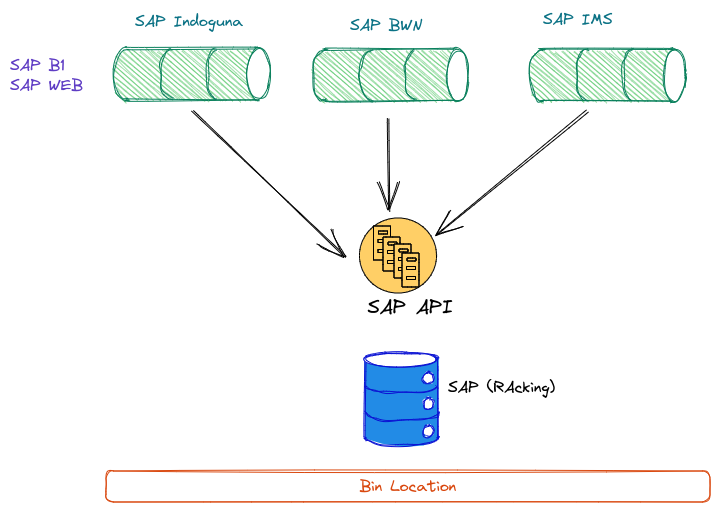 SAP Indoguna
SAP BWN
SAP IMS
SAP B1
SAP WEB
SAP API
SAP (RAcking)
Bin Location